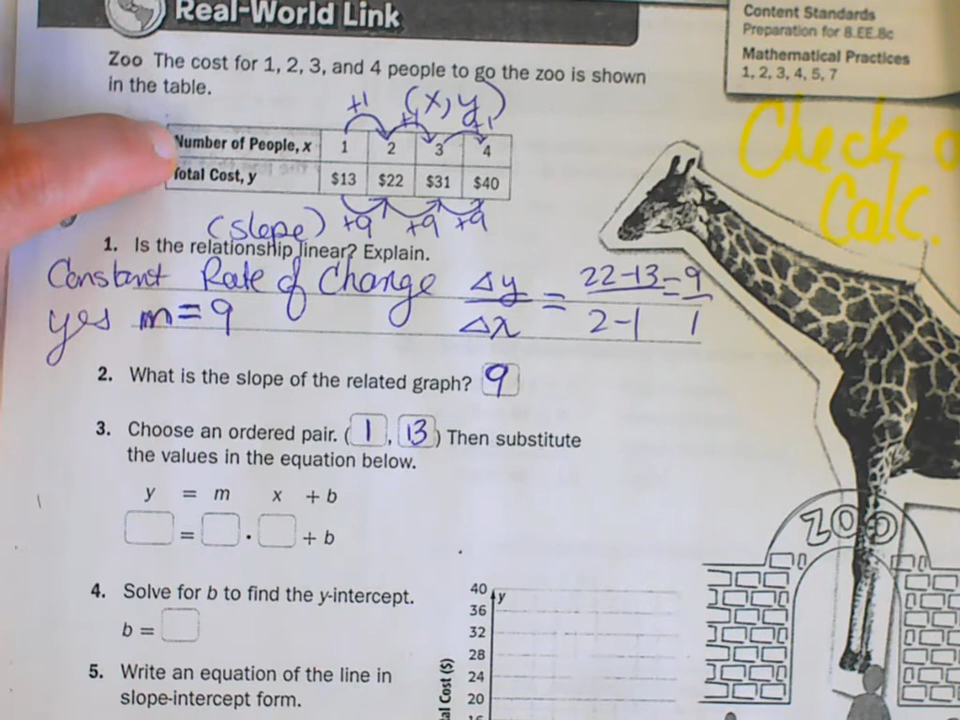 Real-World Link
Content Standards
Preparation for 8.EE.8c
Mathematical Practices
1, 2, 3, 4, 5, 7
Zoo The cost for 1, 2, 3, and 4 people to go the zoo is shown
in the table.
+1 (x, y)
+1 +1
Check
Calc.
Number of People, x 1 2 3 4
Total Cost, y $13 $22 $31 $40
(slope) +9 +9 +9
1. Is the relationship linear? Explain.
Constant Rate of Change Δy/Δx = 22-13/2-1 = 9/1
yes m=9
2. What is the slope of the related graph? 9
3. Choose an ordered pair. (1, 13) Then substitute
the values in the equation below.
y = m x + b
= · + b
ZOO
4. Solve for b to find the y-intercept.
b =
5. Write an equation of the line in
slope-intercept form.
40 y
36
32
28
24
20
Cost ($)